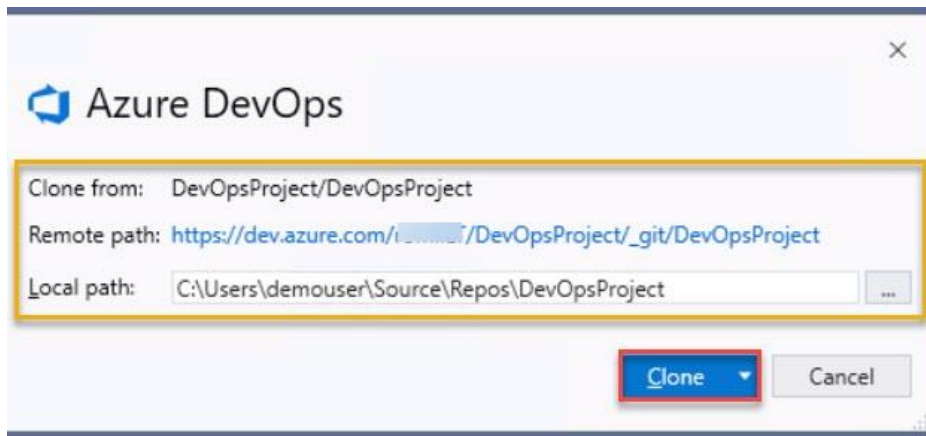 Azure DevOps
Clone from: DevOpsProject/DevOpsProject
Remote path: https://dev.azure.com/ /DevOpsProject/_git/DevOpsProject
Local path: C:\Users\demouser\Source\Repos\DevOpsProject ...
Clone Cancel